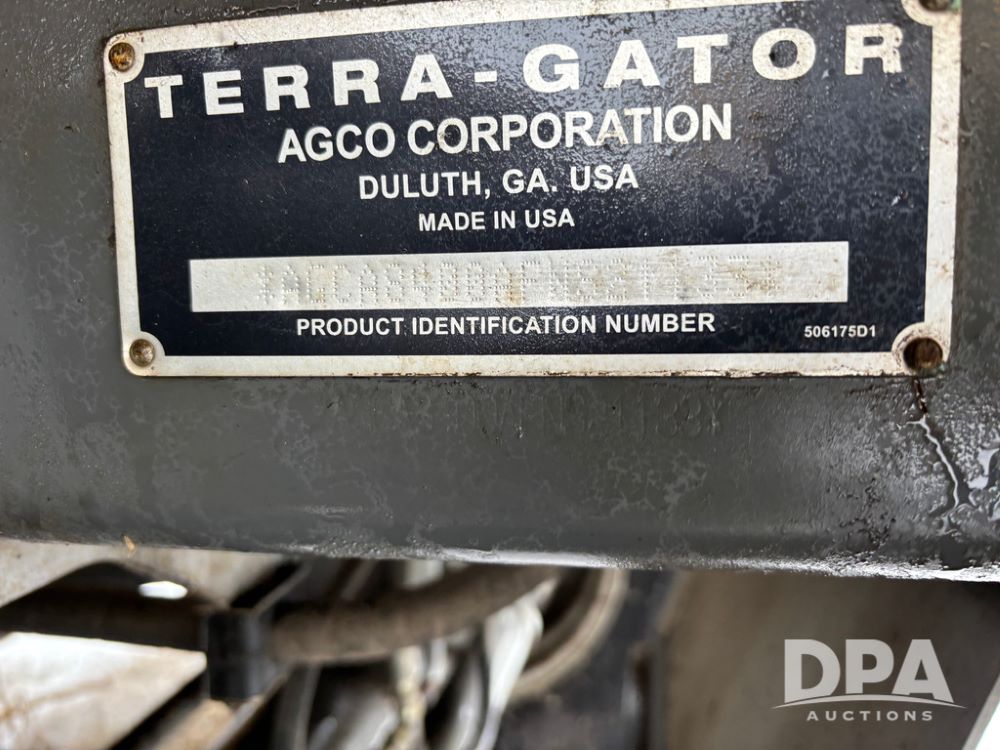 TERRA-GATOR
AGCO CORPORATION
DULUTH, GA. USA
MADE IN USA
PRODUCT IDENTIFICATION NUMBER
506175D1
DPA
AUCTIONS